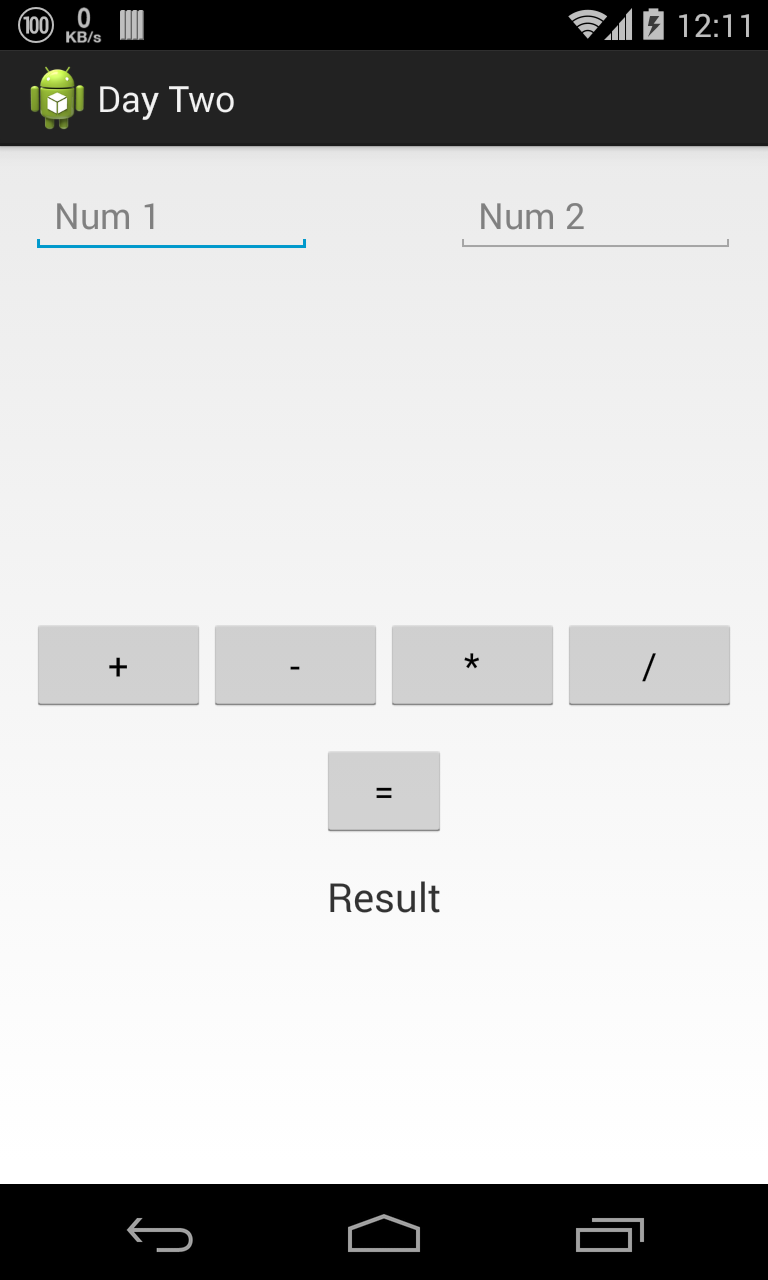 100 0 KB/s 12:11
Day Two
Num 1 Num 2
+ - * /
=
Result